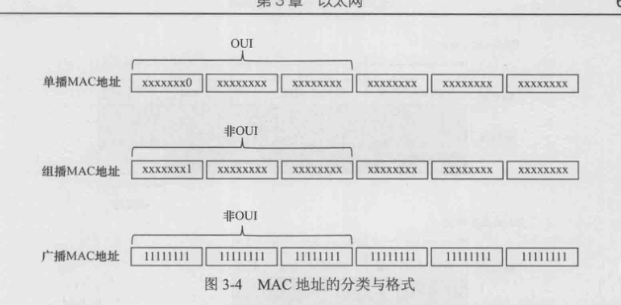 第3章 以太网 6
OUI
单播MAC地址 xxxxxxx0 xxxxxxxx xxxxxxxx xxxxxxxx xxxxxxxx xxxxxxxx
非OUI
组播MAC地址 xxxxxxx1 xxxxxxxx xxxxxxxx xxxxxxxx xxxxxxxx xxxxxxxx
非OUI
广播MAC地址 11111111 11111111 11111111 11111111 11111111 11111111
图 3-4 MAC 地址的分类与格式